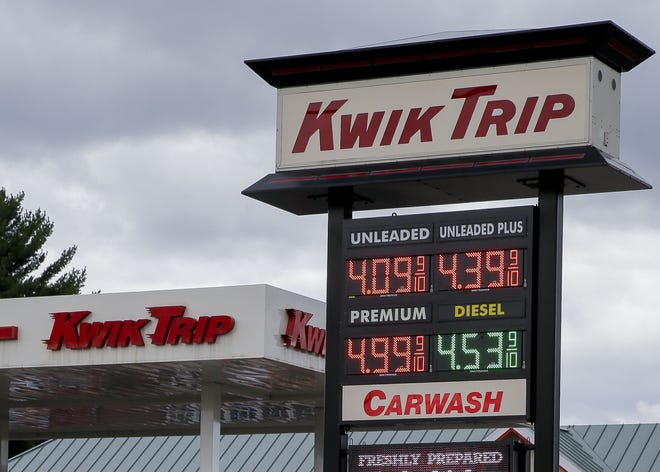 KWIK TRIP
UNLEADED UNLEADED PLUS
4.09 9/10 4.39 9/10
PREMIUM DIESEL
4.99 9/10 4.53 9/10
KWIK TRIP
CARWASH
FRESHLY PREPARED